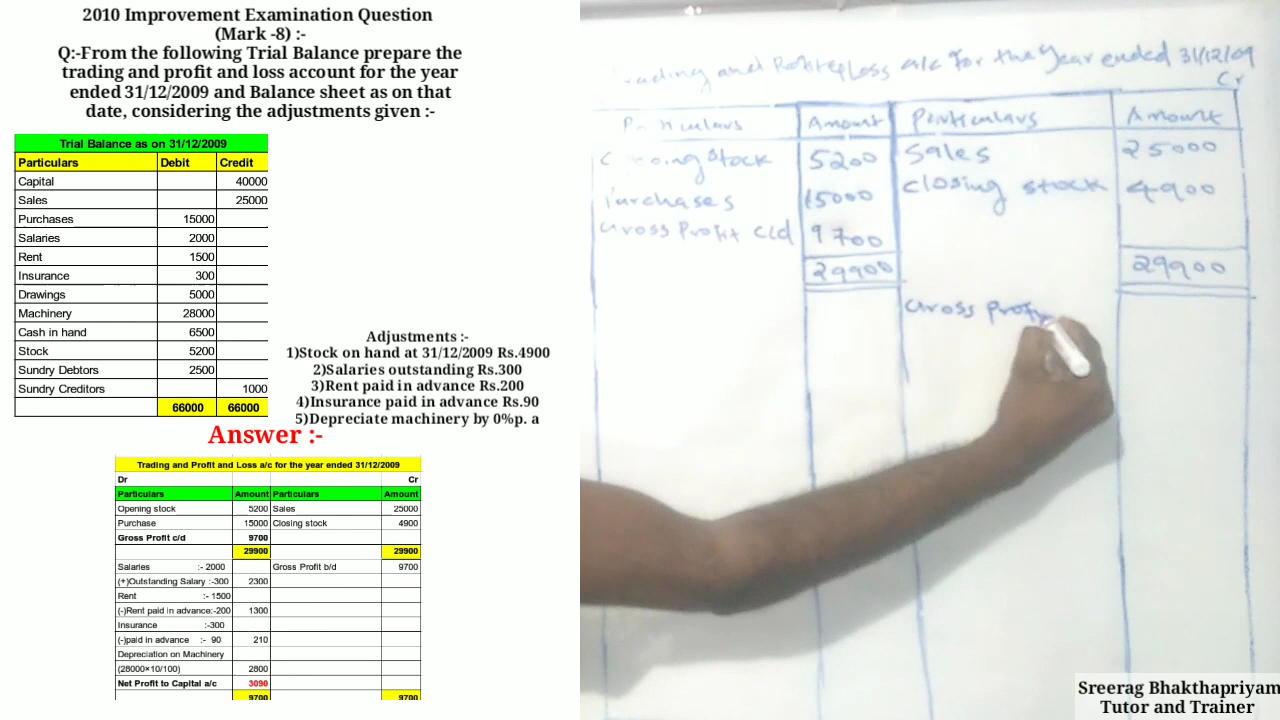 2010 Improvement Examination Question
(Mark -8) :-
Q:-From the following Trial Balance prepare the
trading and profit and loss account for the year
ended 31/12/2009 and Balance sheet as on that
date, considering the adjustments given :-
Trial Balance as on 31/12/2009
Particulars Debit Credit
Capital 40000
Sales 25000
Purchases 15000
Salaries 2000
Rent 1500
Insurance 300
Drawings 5000
Machinery 28000
Cash in hand 6500
Stock 5200
Sundry Debtors 2500
Sundry Creditors 1000
66000 66000
Adjustments :-
1)Stock on hand at 31/12/2009 Rs.4900
2)Salaries outstanding Rs.300
3)Rent paid in advance Rs.200
4)Insurance paid in advance Rs.90
5)Depreciate machinery by 0%p. a
Answer :-
Trading and Profit and Loss a/c for the year ended 31/12/2009
Dr Cr
Particulars Amount Particulars Amount
Opening stock 5200 Sales 25000
Purchase 15000 Closing stock 4900
Gross Profit c/d 9700
29900 29900
Salaries :- 2000 Gross Profit b/d 9700
(+)Outstanding Salary :-300 2300
Rent :- 1500
(-)Rent paid in advance:-200 1300
Insurance :-300
(-)paid in advance :- 90 210
Depreciation on Machinery
(28000×10/100) 2800
Net Profit to Capital a/c 3090
9700 9700
and Loss a/c for the Year ended 31/12/09
Cr
Particulars Amount Particulars Amount
stock 5200 Sales 25000
Purchases 15000 Closing stock 4900
Gross Profit c/d 9700
29900 29900
Gross
Sreerag Bhakthapriyam
Tutor and Trainer